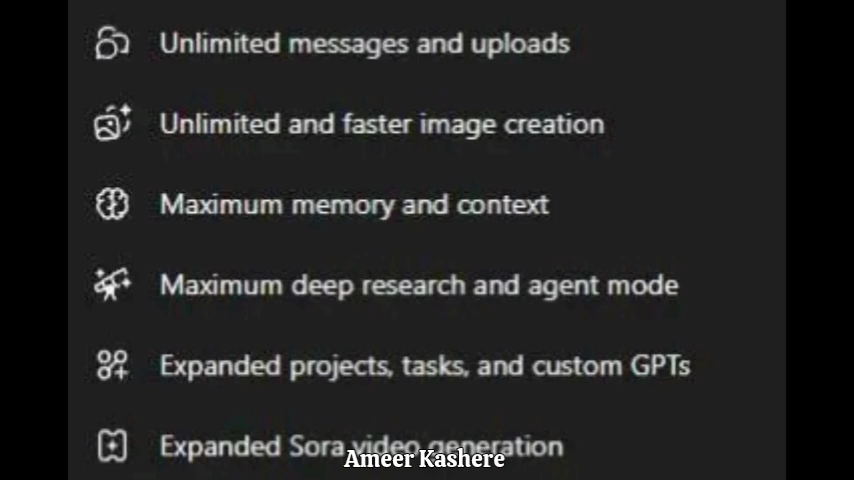 Unlimited messages and uploads
Unlimited and faster image creation
Maximum memory and context
Maximum deep research and agent mode
Expanded projects, tasks, and custom GPTs
Expanded Sora video generation
Ameer Kashere